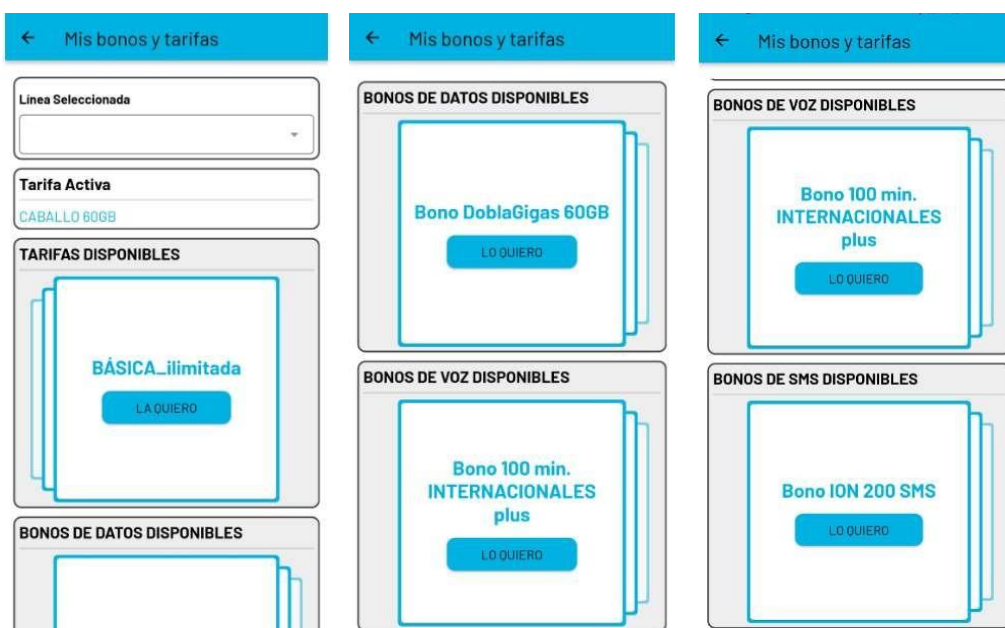 Mis bonos y tarifas
Línea Seleccionada
Tarifa Activa
CABALLO 60GB
TARIFAS DISPONIBLES
BÁSICA_ilimitada
LA QUIERO
BONOS DE DATOS DISPONIBLES
Mis bonos y tarifas
BONOS DE DATOS DISPONIBLES
Bono DoblaGigas 60GB
LO QUIERO
BONOS DE VOZ DISPONIBLES
Bono 100 min.
INTERNACIONALES
plus
LO QUIERO
Mis bonos y tarifas
BONOS DE VOZ DISPONIBLES
Bono 100 min.
INTERNACIONALES
plus
LO QUIERO
BONOS DE SMS DISPONIBLES
Bono ION 200 SMS
LO QUIERO